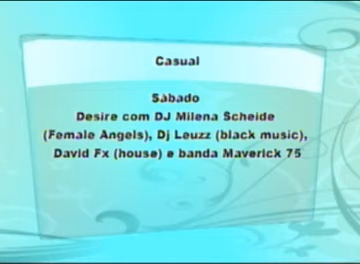 Casual
Sábado
Desire com DJ Milena Scheide
(Female Angels), Dj Leuzz (black music),
David Fx (house) e banda Maverick 75